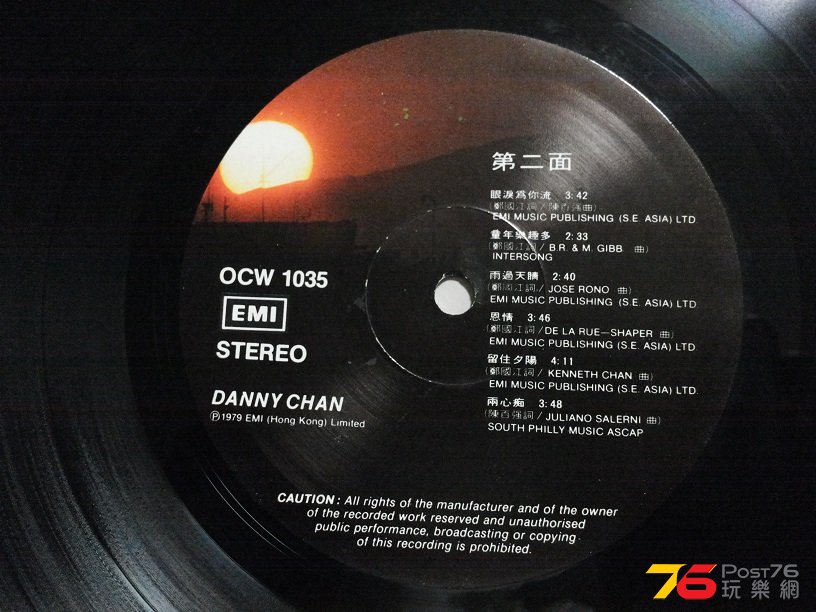 第二面
眼淚為你流 3:42
(鄭國江詞/陳百強曲)
EMI MUSIC PUBLISHING (S.E. ASIA) LTD.
童年樂趣多 2:33
(鄭國江詞/ B.R. & M. GIBB 曲)
INTERSONG
雨過天晴 2:40
(鄭國江詞/ JOSE RONO 曲)
EMI MUSIC PUBLISHING (S.E. ASIA) LTD.
恩情 3:46
(鄭國江詞/DE LA RUE—SHAPER 曲)
EMI MUSIC PUBLISHING (S.E. ASIA) LTD.
留住夕陽 4:11
(鄭國江詞/ KENNETH CHAN 曲)
EMI MUSIC PUBLISHING (S.E. ASIA) LTD.
兩心痴 3:48
(陳百強詞/ JULIANO SALERNI 曲)
SOUTH PHILLY MUSIC ASCAP
OCW 1035
EMI
STEREO
DANNY CHAN
Ⓟ1979 EMI (Hong Kong) Limited
CAUTION : All rights of the manufacturer and of the owner
of the recorded work reserved and unauthorised
public performance, broadcasting or copying
of this recording is prohibited.
76 Post76
玩樂網